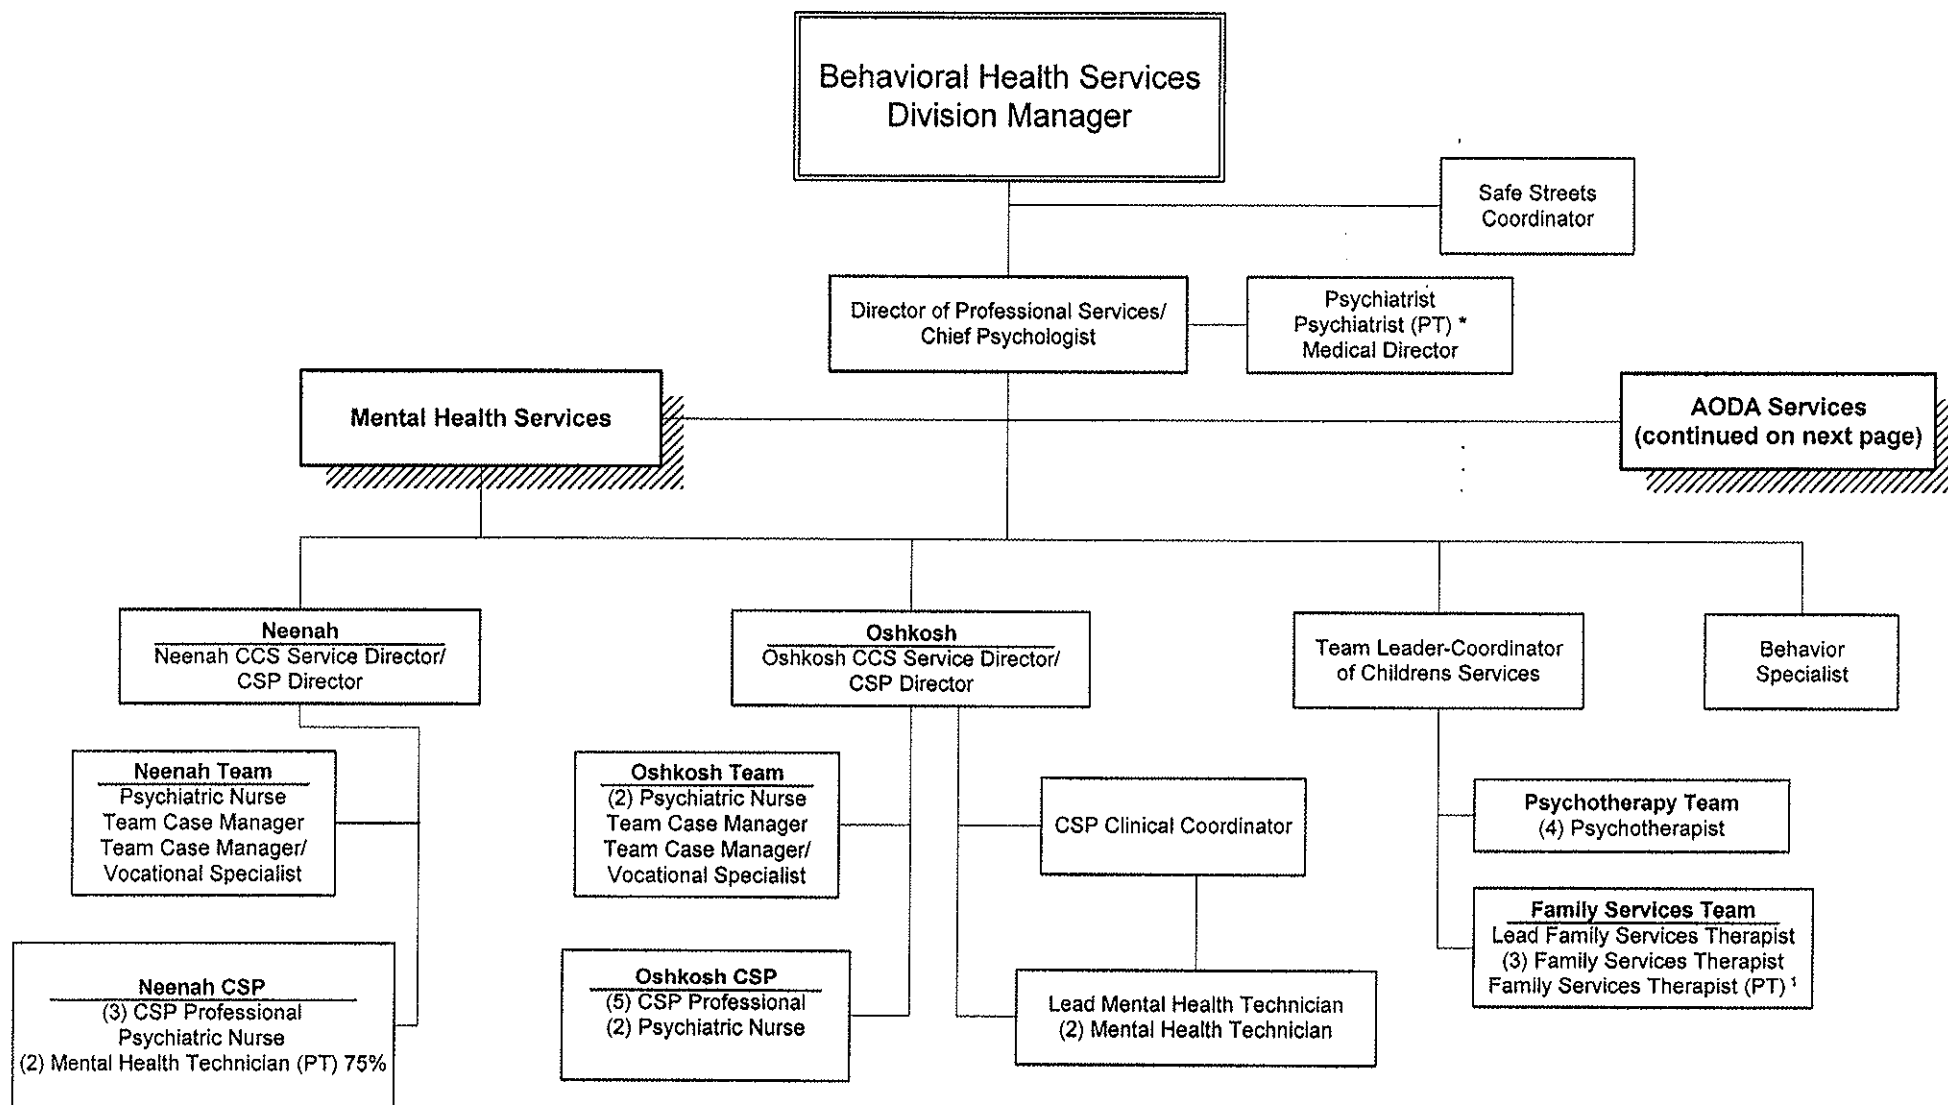 Behavioral Health Services
Division Manager
Safe Streets
Coordinator
Director of Professional Services/
Chief Psychologist
Psychiatrist
Psychiatrist (PT) *
Medical Director
Mental Health Services
AODA Services
(continued on next page)
Neenah
Neenah CCS Service Director/
CSP Director
Oshkosh
Oshkosh CCS Service Director/
CSP Director
Team Leader-Coordinator
of Childrens Services
Behavior
Specialist
Neenah Team
Psychiatric Nurse
Team Case Manager
Team Case Manager/
Vocational Specialist
Oshkosh Team
(2) Psychiatric Nurse
Team Case Manager
Team Case Manager/
Vocational Specialist
CSP Clinical Coordinator
Psychotherapy Team
(4) Psychotherapist
Neenah CSP
(3) CSP Professional
Psychiatric Nurse
(2) Mental Health Technician (PT) 75%
Oshkosh CSP
(5) CSP Professional
(2) Psychiatric Nurse
Lead Mental Health Technician
(2) Mental Health Technician
Family Services Team
Lead Family Services Therapist
(3) Family Services Therapist
Family Services Therapist (PT) ¹